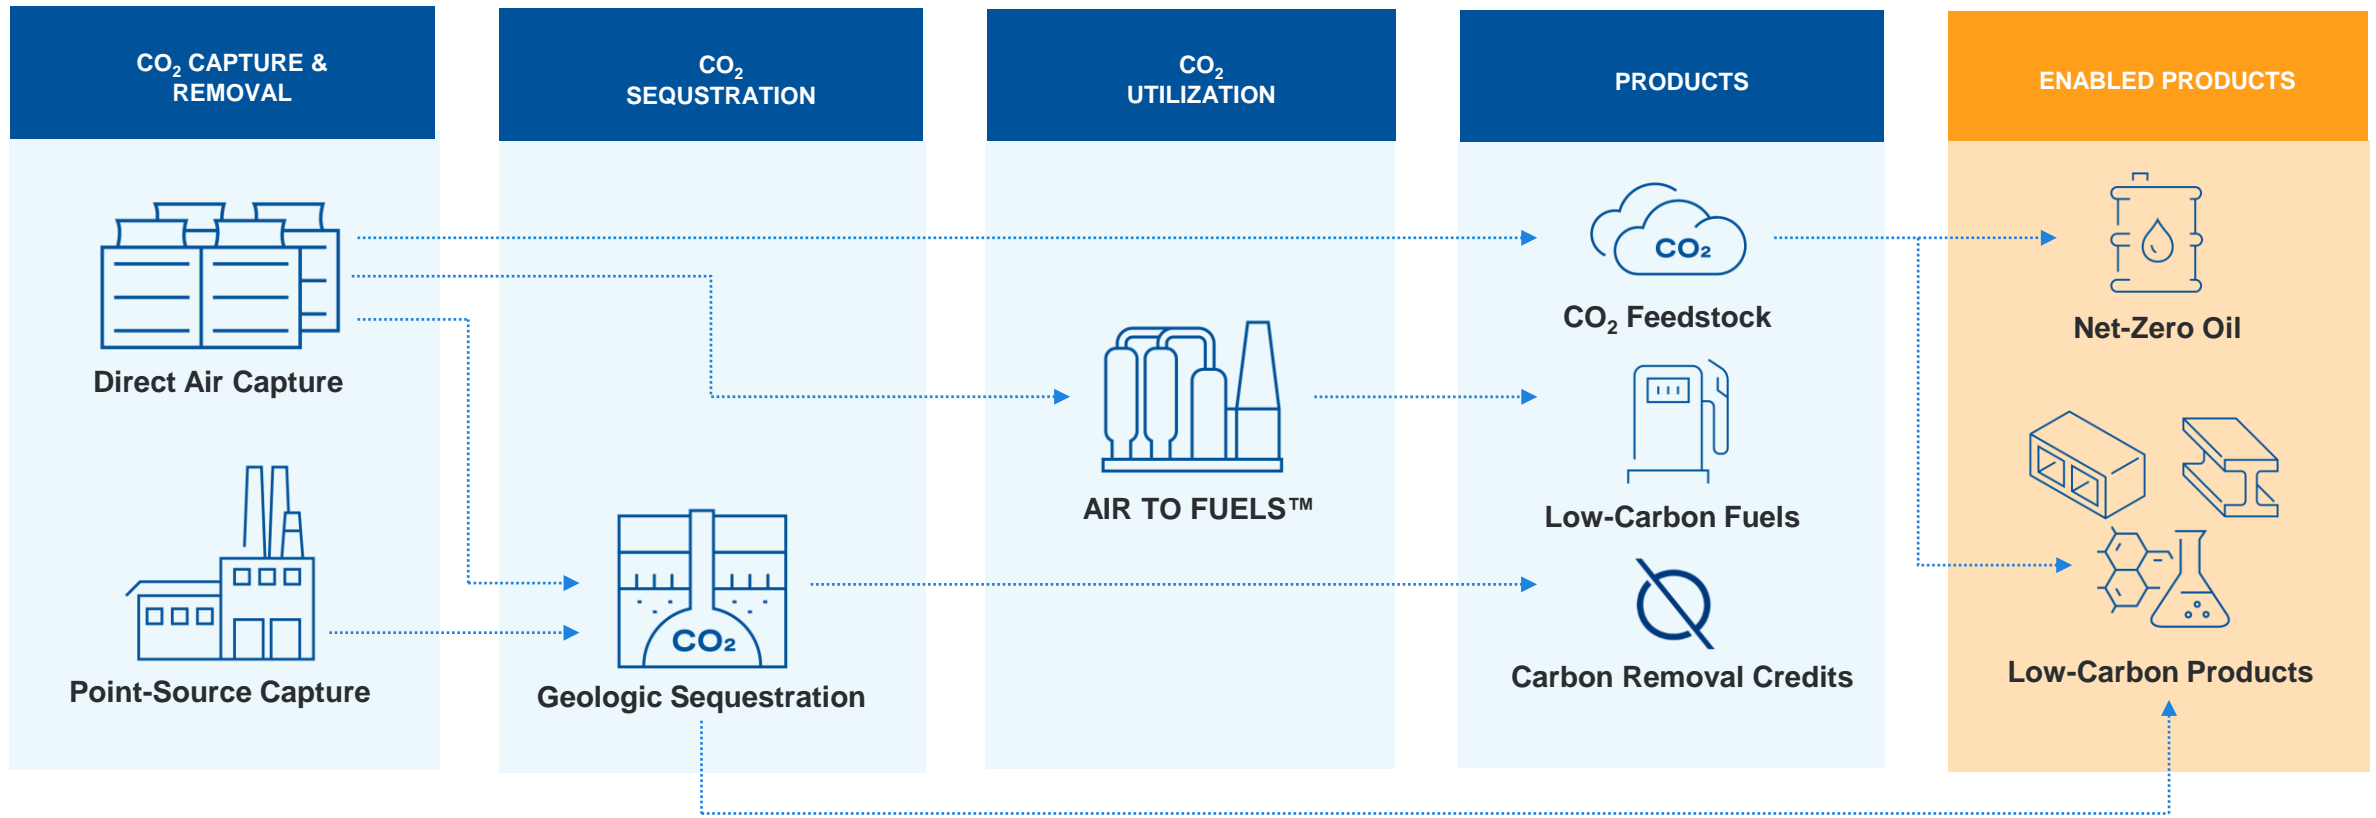 CO₂ CAPTURE &
REMOVAL
CO₂
SEQUSTRATION
CO₂
UTILIZATION
PRODUCTS
ENABLED PRODUCTS
Direct Air Capture
Point-Source Capture
CO₂
Geologic Sequestration
AIR TO FUELS™
CO₂
CO₂ Feedstock
Low-Carbon Fuels
Carbon Removal Credits
Net-Zero Oil
Low-Carbon Products